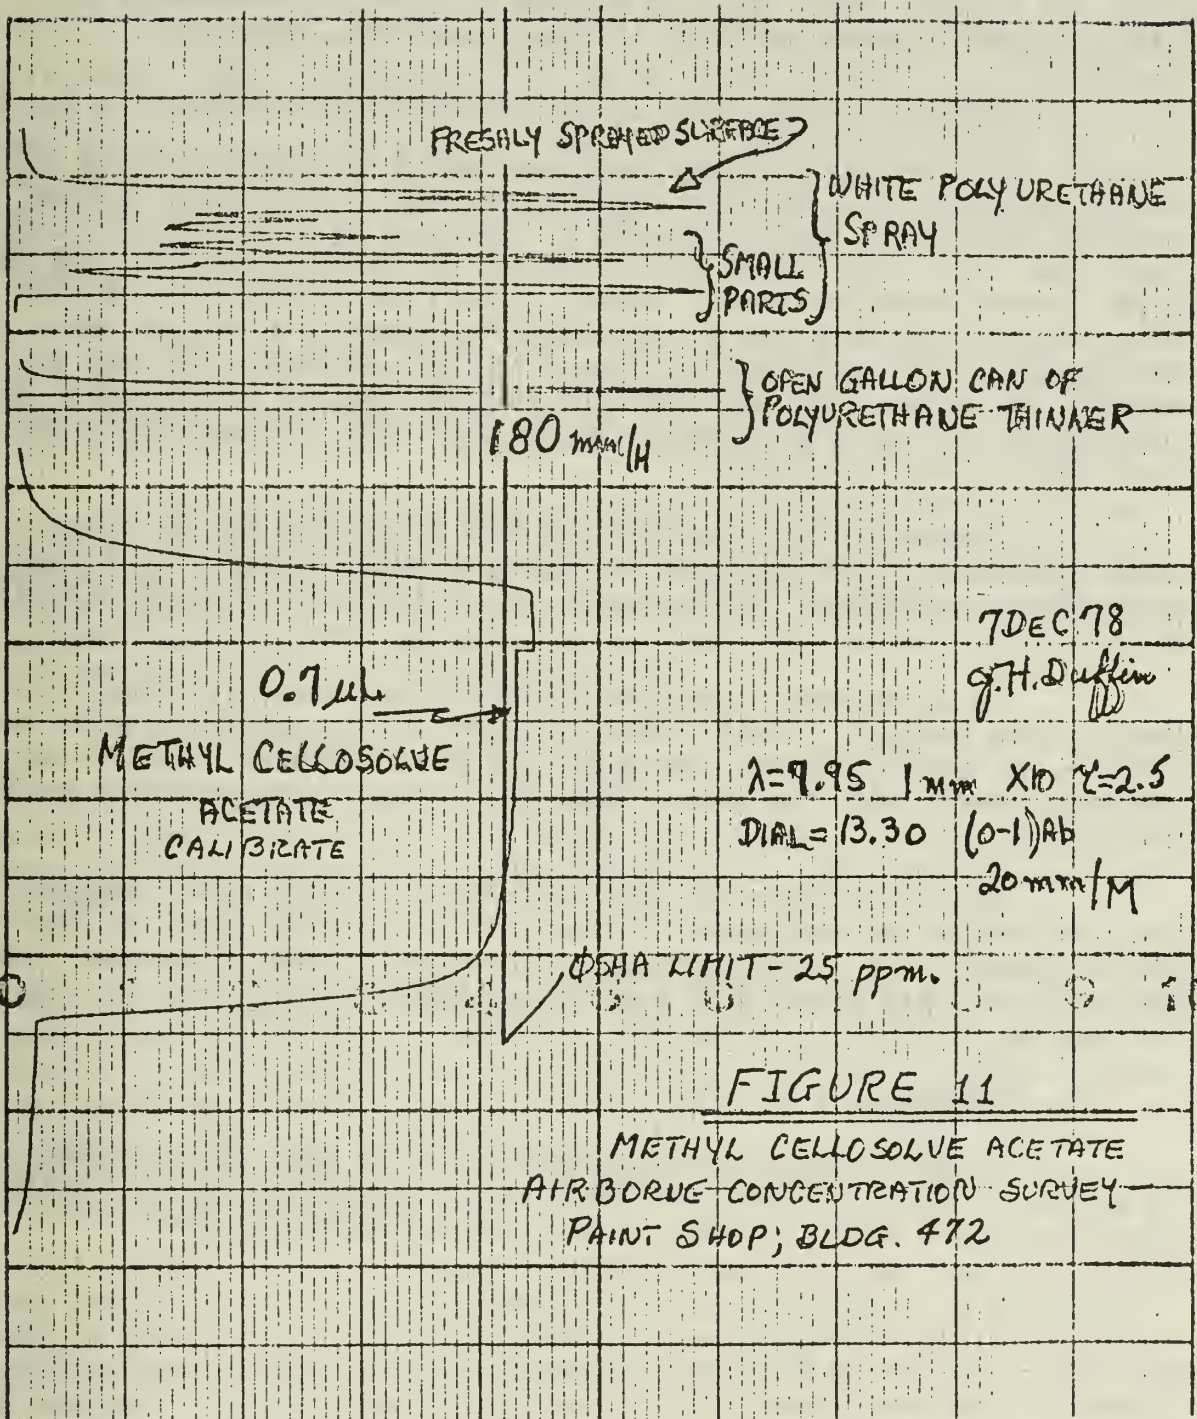 FRESHLY SPRAYED SURFACE
WHITE POLYURETHANE
SPRAY
SMALL
PARTS
OPEN GALLON CAN OF
POLYURETHANE THINNER
180 mm/H
7 DEC 78
g.H. Duffin
0.7 µL
METHYL CELLOSOLVE
ACETATE
CALIBRATE
λ=7.95 1 mm X10 τ=2.5
DIAL=13.30 (0-1)Ab
20 mm/M
OSHA LIMIT - 25 ppm.
FIGURE 11
METHYL CELLOSOLVE ACETATE
AIRBORNE CONCENTRATION SURVEY
PAINT SHOP; BLDG. 472